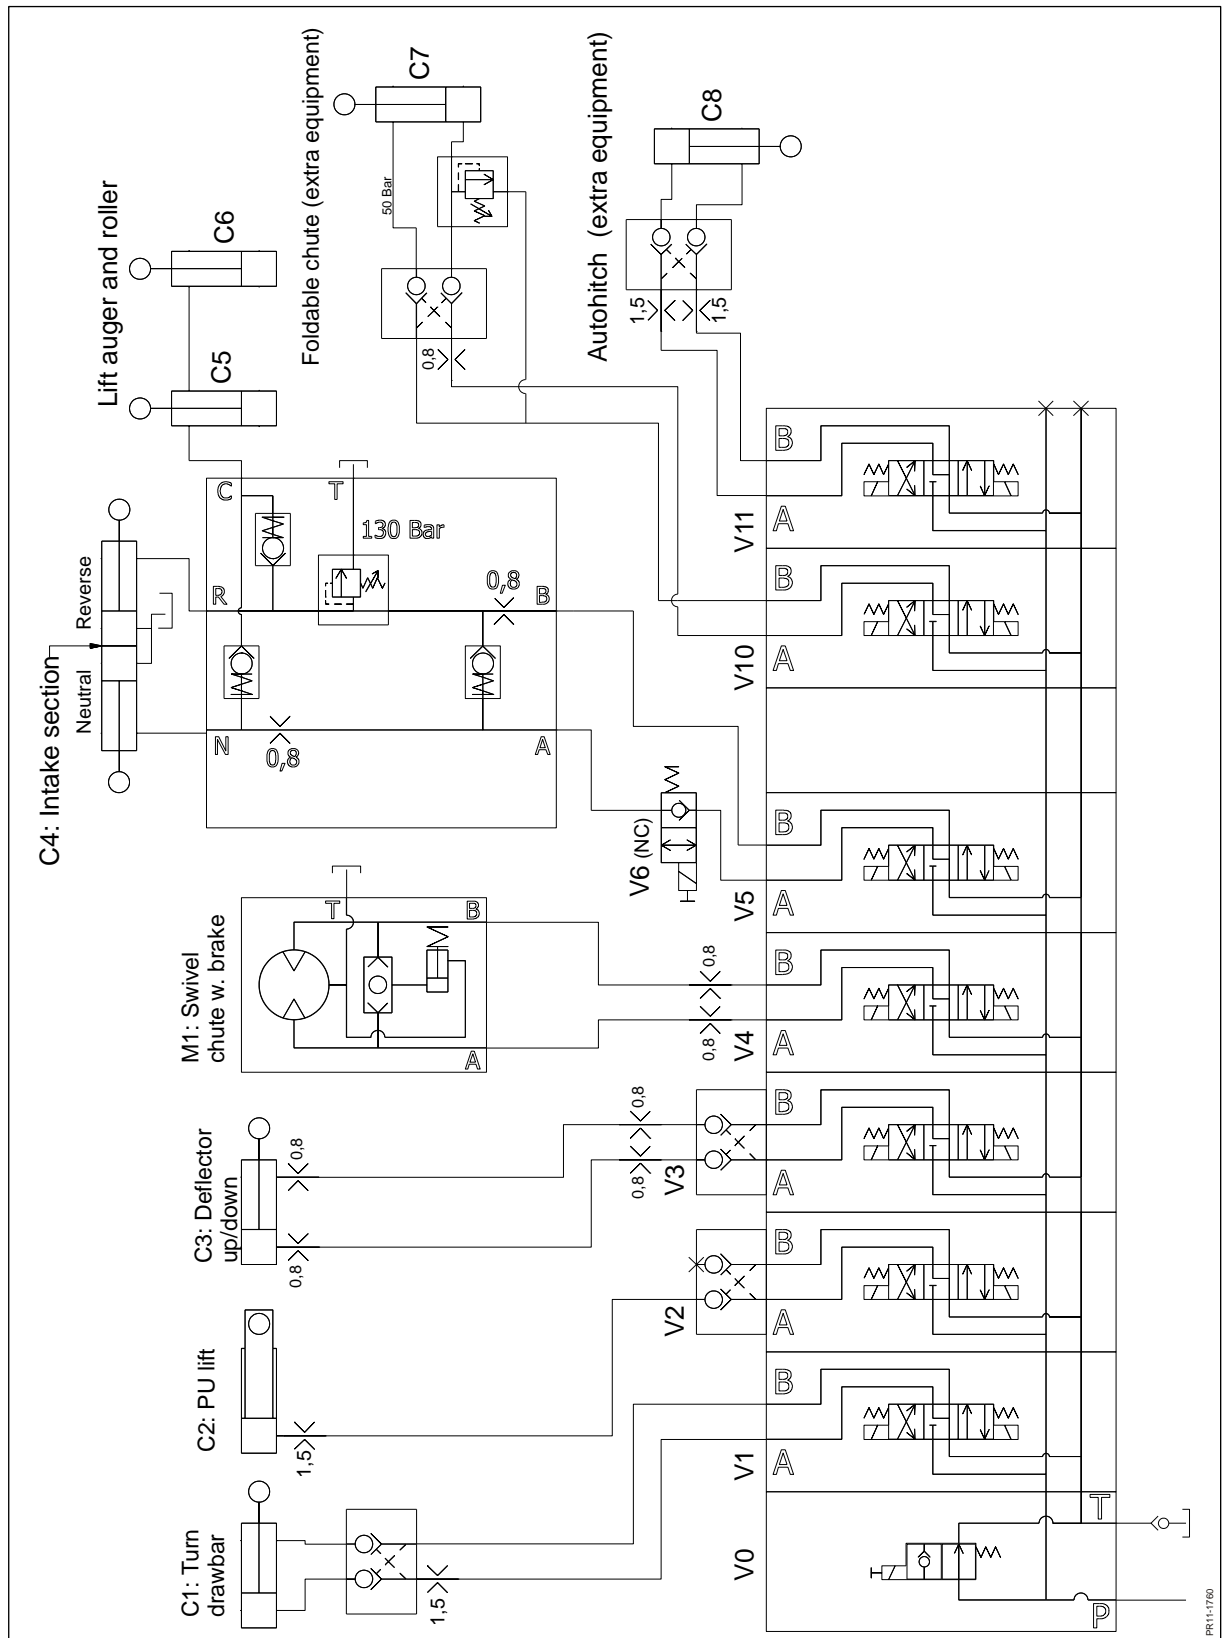 C1: Turn
drawbar
1,5
C2: PU lift
1,5
C3: Deflector
up/down
0,8
0,8
0,8
0,8
M1: Swivel
chute w. brake
T
A
B
0,8
0,8
C4: Intake section
Neutral
Reverse
N
R
C
T
130 Bar
0,8
0,8
A
B
Lift auger and roller
C5
C6
Foldable chute (extra equipment)
C7
50 Bar
0,8
Autohitch (extra equipment)
C8
1,5
1,5
V6 (NC)
V0
P
T
V1
A
B
V2
A
B
V3
A
B
V4
A
B
V5
A
B
V10
A
B
V11
A
B
PR11-1760